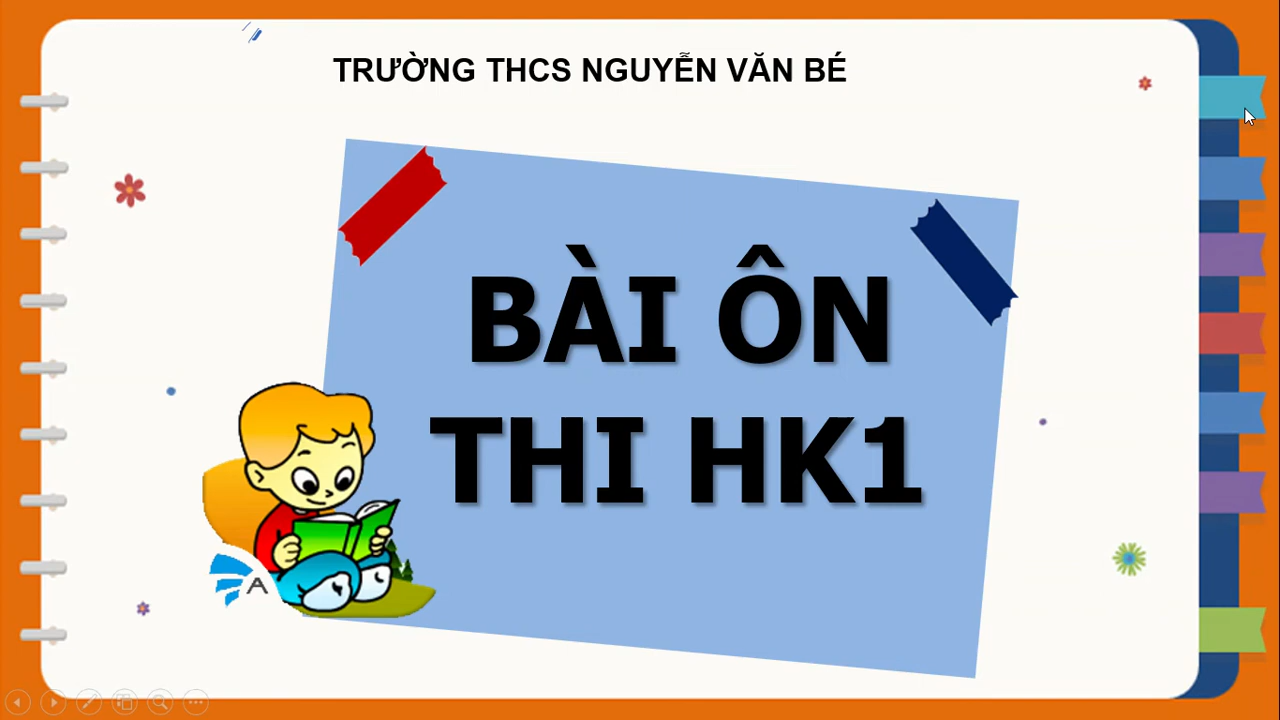 TRƯỜNG THCS NGUYỄN VĂN BÉ
BÀI ÔN
THI HK1
A